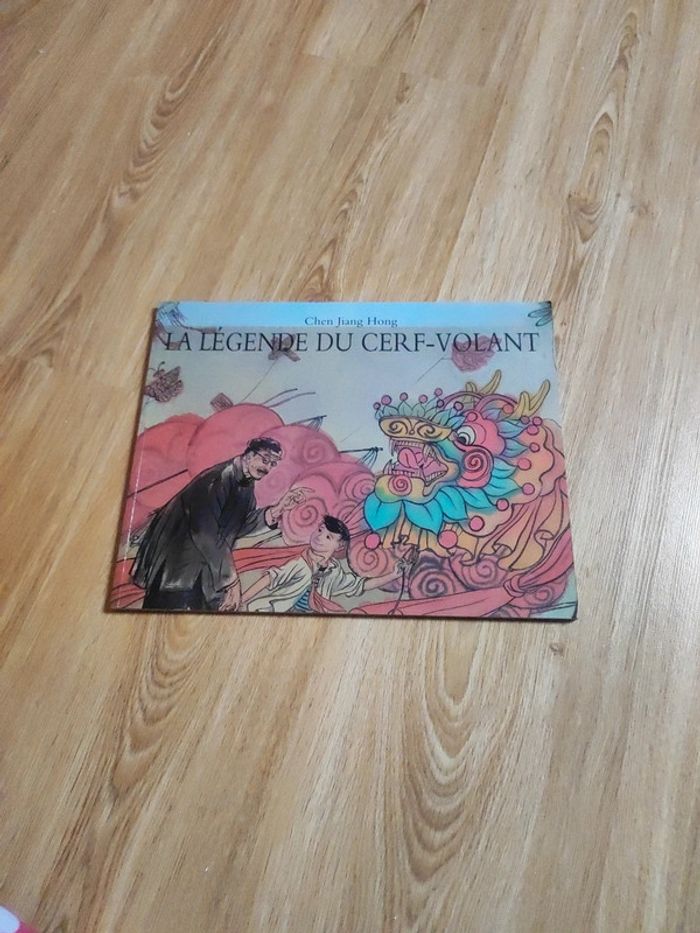 Chen Jiang Hong
LA LÉGENDE DU CERF-VOLANT